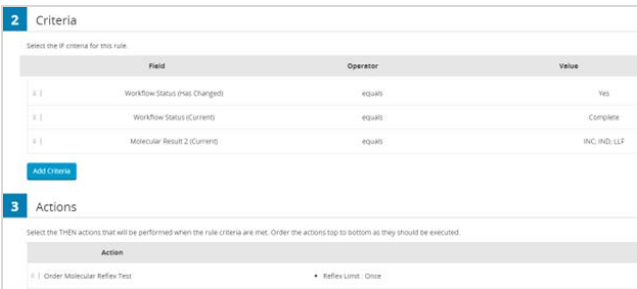 2 Criteria
Select the IF criteria for this rule.
Field Operator Value
Workflow Status (Has Changed) equals Yes
Workflow Status (Current) equals Complete
Molecular Result 2 (Current) equals INC; IND; LLF
Add Criteria
3 Actions
Select the THEN actions that will be performed when the rule criteria are met. Order the actions top to bottom as they should be executed.
Action
Order Molecular Reflex Test • Reflex Limit : Once